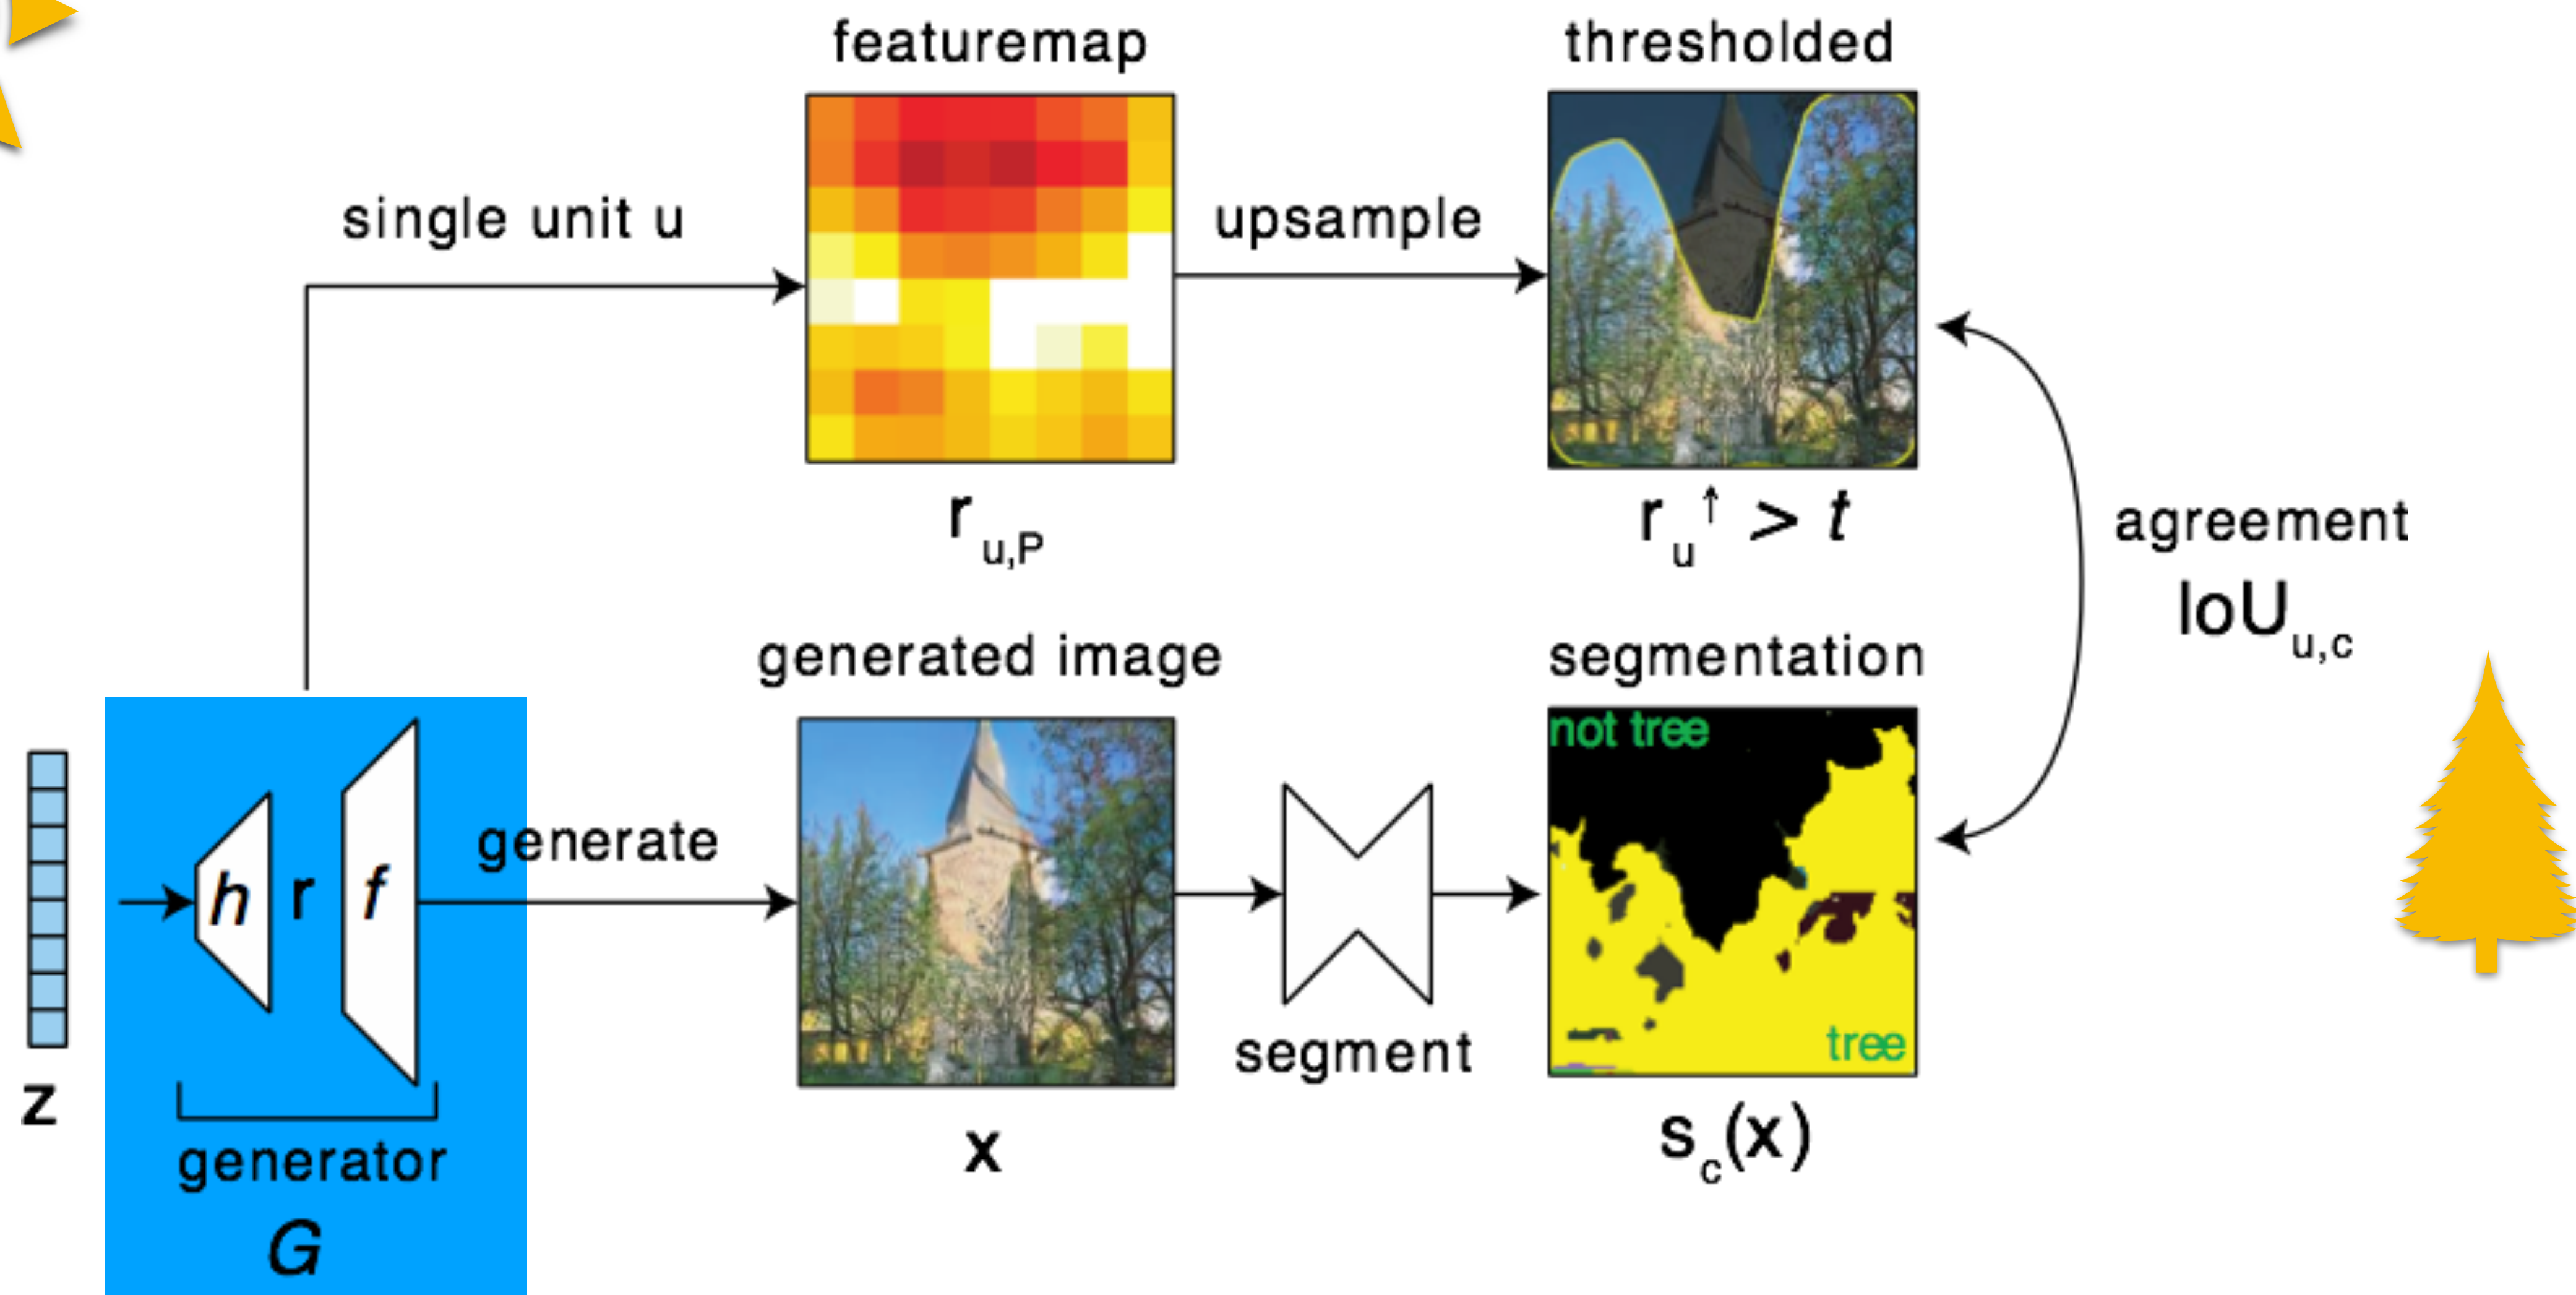 featuremap
thresholded
single unit u
upsample
r u,P
r u ↑ > t
agreement
IoU u,c
generated image
segmentation
not tree
h r f
generate
segment
tree
z
generator
x
s c (x)
G